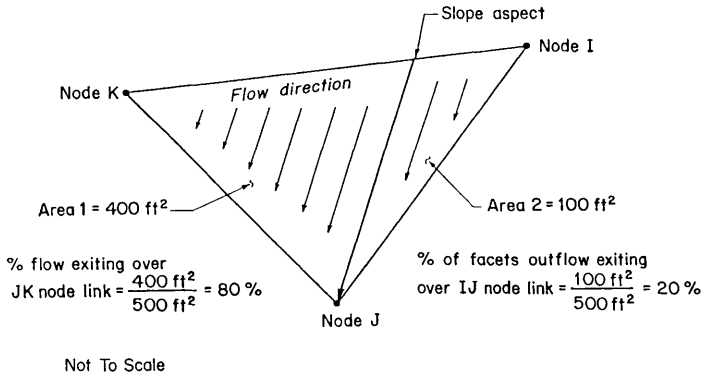 Slope aspect
Node I
Node K
Flow direction
Area 1 = 400 ft²
Area 2 = 100 ft²
% flow exiting over
JK node link = 400 ft² / 500 ft² = 80 %
% of facets outflow exiting
over IJ node link = 100 ft² / 500 ft² = 20 %
Node J
Not To Scale